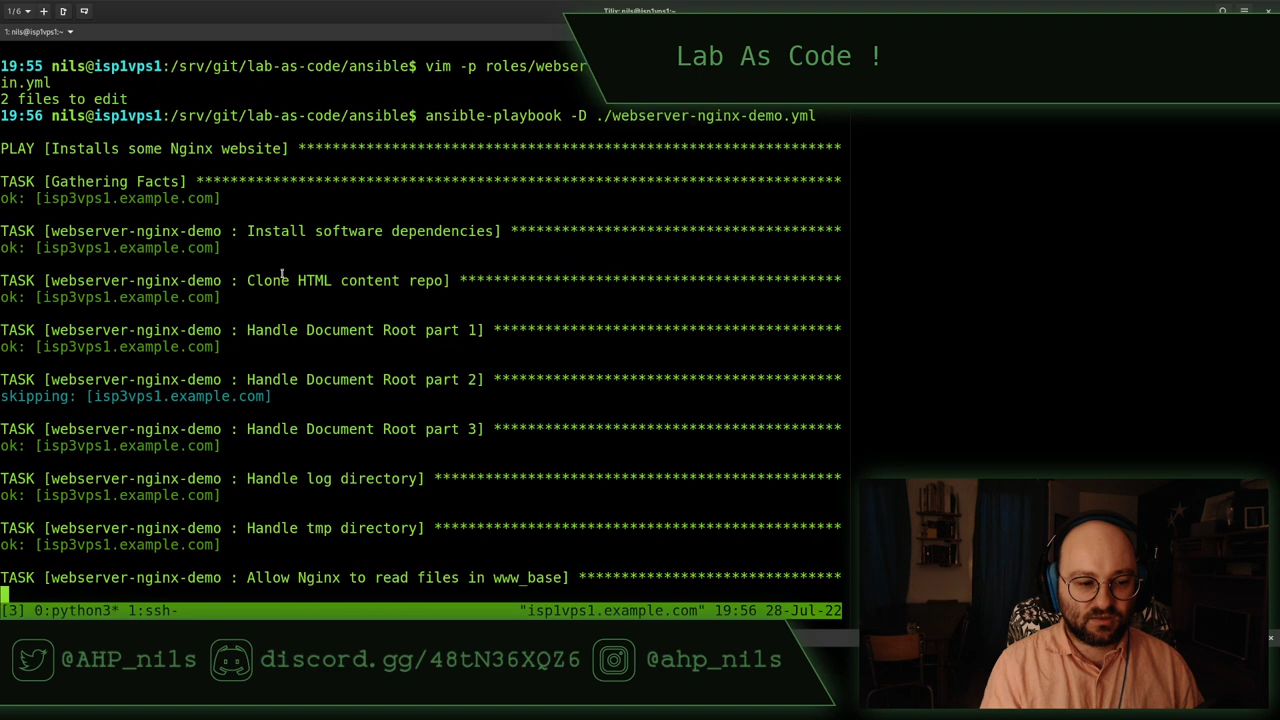 1/6
Tilix: nils@isp1vps1:~
1: nils@isp1vps1:~
Lab As Code !
19:55 nils@isp1vps1:/srv/git/lab-as-code/ansible$ vim -p roles/webser
in.yml
2 files to edit
19:56 nils@isp1vps1:/srv/git/lab-as-code/ansible$ ansible-playbook -D ./webserver-nginx-demo.yml
PLAY [Installs some Nginx website] ****************************************************************
TASK [Gathering Facts] ****************************************************************************
ok: [isp3vps1.example.com]
TASK [webserver-nginx-demo : Install software dependencies] ***************************************
ok: [isp3vps1.example.com]
TASK [webserver-nginx-demo : Clone HTML content repo] *********************************************
ok: [isp3vps1.example.com]
TASK [webserver-nginx-demo : Handle Document Root part 1] *****************************************
ok: [isp3vps1.example.com]
TASK [webserver-nginx-demo : Handle Document Root part 2] *****************************************
skipping: [isp3vps1.example.com]
TASK [webserver-nginx-demo : Handle Document Root part 3] *****************************************
ok: [isp3vps1.example.com]
TASK [webserver-nginx-demo : Handle log directory] ************************************************
ok: [isp3vps1.example.com]
TASK [webserver-nginx-demo : Handle tmp directory] ************************************************
ok: [isp3vps1.example.com]
TASK [webserver-nginx-demo : Allow Nginx to read files in www_base] *******************************
[3] 0:python3* 1:ssh- "isp1vps1.example.com" 19:56 28-Jul-22
@AHP_nils discord.gg/48tN36XQZ6 @ahp_nils